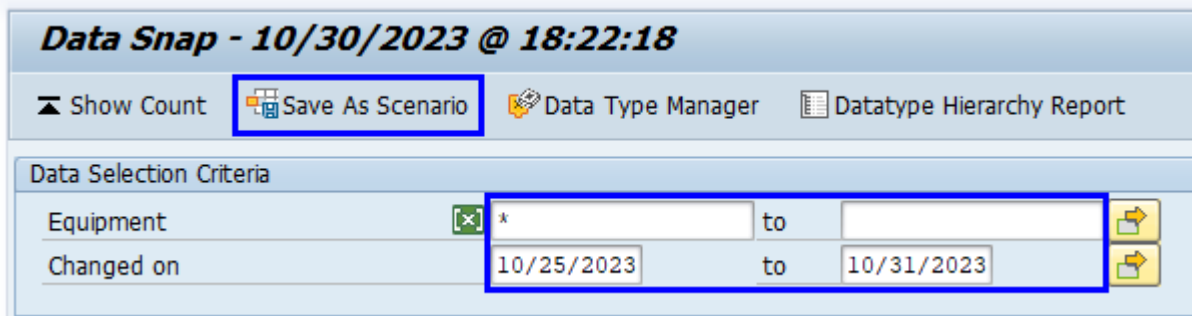 Data Snap - 10/30/2023 @ 18:22:18
Show Count Save As Scenario Data Type Manager Datatype Hierarchy Report
Data Selection Criteria
Equipment * to
Changed on 10/25/2023 to 10/31/2023